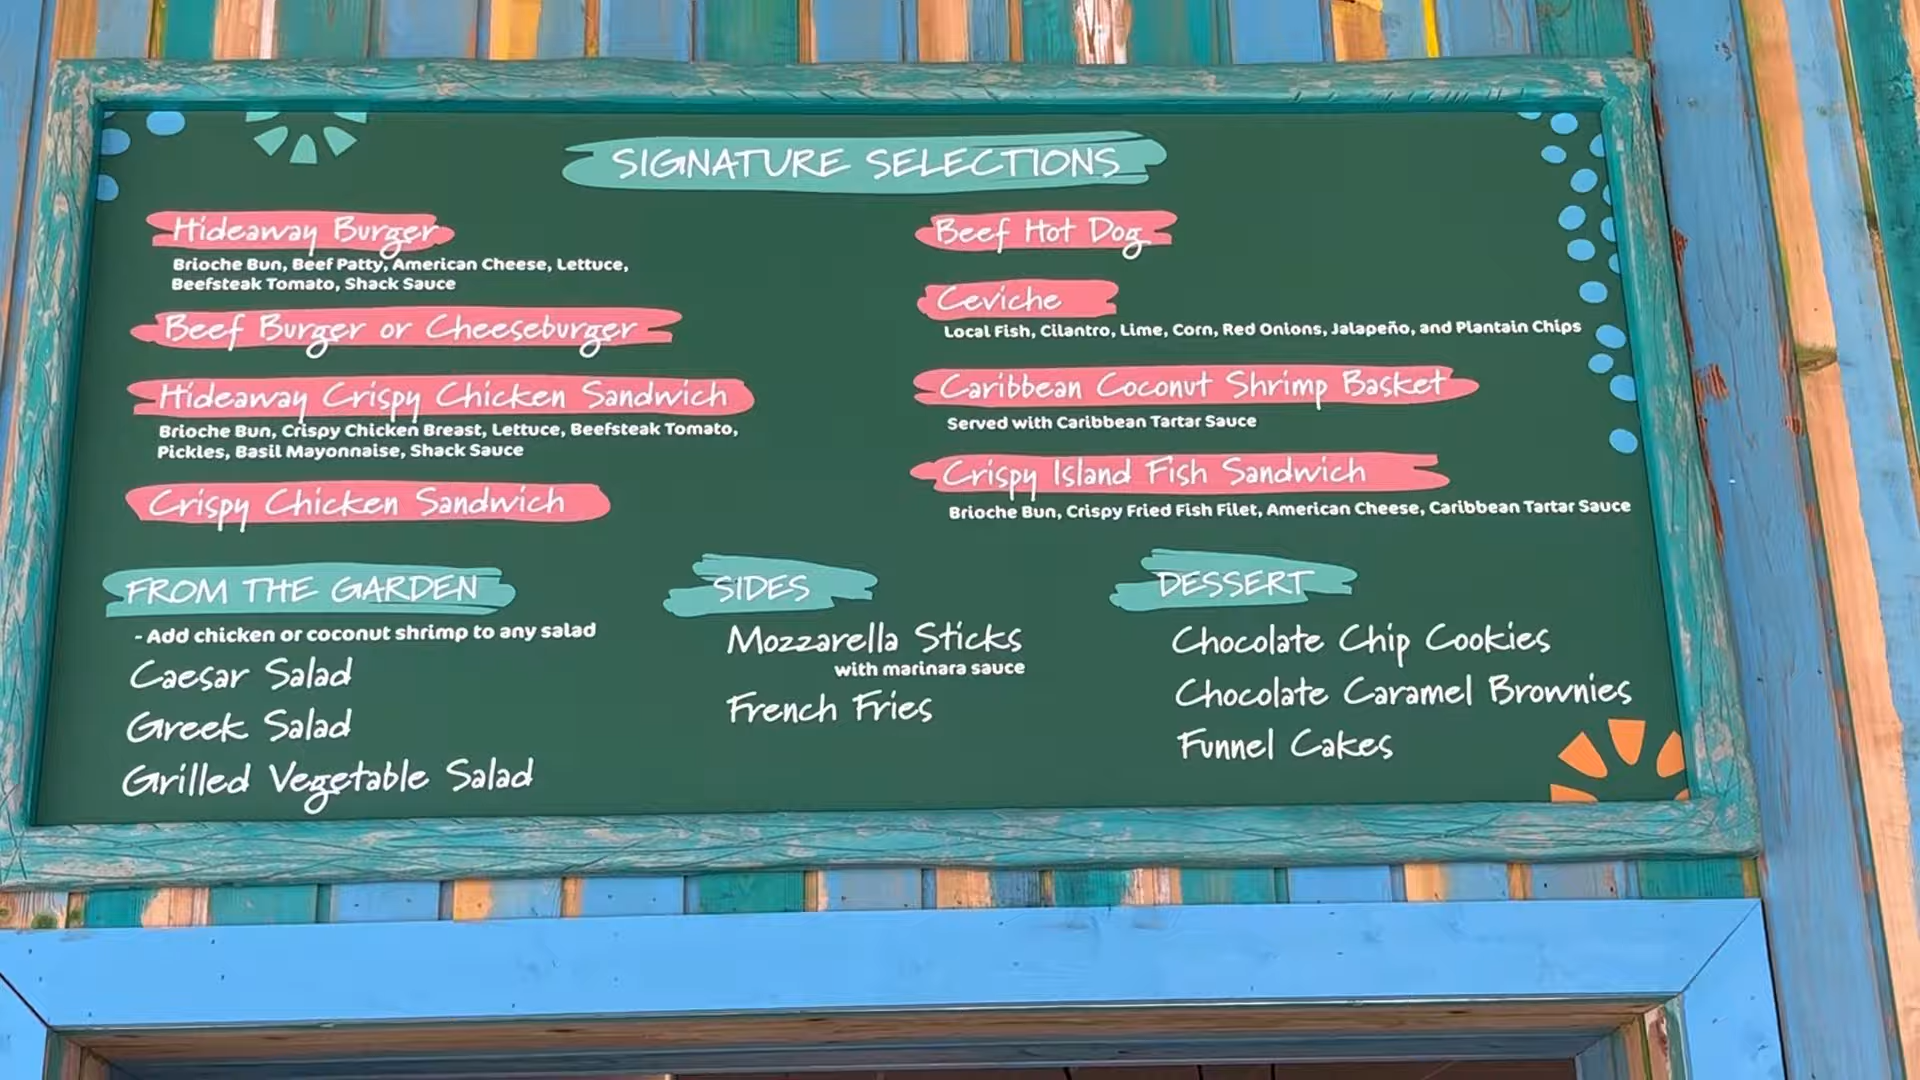 SIGNATURE SELECTIONS
Hideaway Burger
Brioche Bun, Beef Patty, American Cheese, Lettuce,
Beefsteak Tomato, Shack Sauce
Beef Burger or Cheeseburger
Hideaway Crispy Chicken Sandwich
Brioche Bun, Crispy Chicken Breast, Lettuce, Beefsteak Tomato,
Pickles, Basil Mayonnaise, Shack Sauce
Crispy Chicken Sandwich
Beef Hot Dog
Ceviche
Local Fish, Cilantro, Lime, Corn, Red Onions, Jalapeño, and Plantain Chips
Caribbean Coconut Shrimp Basket
Served with Caribbean Tartar Sauce
Crispy Island Fish Sandwich
Brioche Bun, Crispy Fried Fish Filet, American Cheese, Caribbean Tartar Sauce
FROM THE GARDEN
- Add chicken or coconut shrimp to any salad
Caesar Salad
Greek Salad
Grilled Vegetable Salad
SIDES
Mozzarella Sticks
with marinara sauce
French Fries
DESSERT
Chocolate Chip Cookies
Chocolate Caramel Brownies
Funnel Cakes